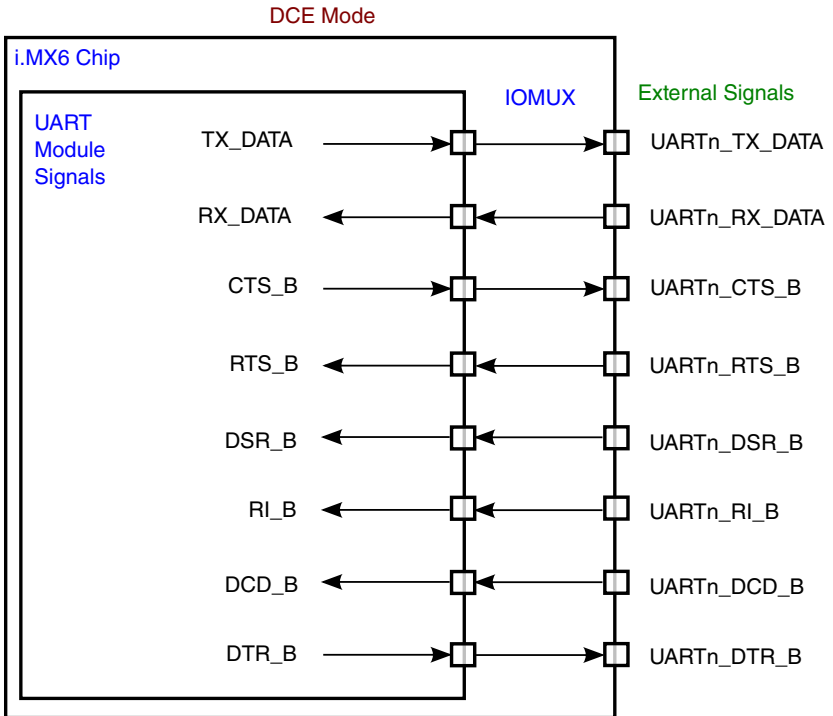 DCE Mode
i.MX6 Chip
IOMUX
External Signals
UART
Module
Signals
TX_DATA
UARTn_TX_DATA
RX_DATA
UARTn_RX_DATA
CTS_B
UARTn_CTS_B
RTS_B
UARTn_RTS_B
DSR_B
UARTn_DSR_B
RI_B
UARTn_RI_B
DCD_B
UARTn_DCD_B
DTR_B
UARTn_DTR_B